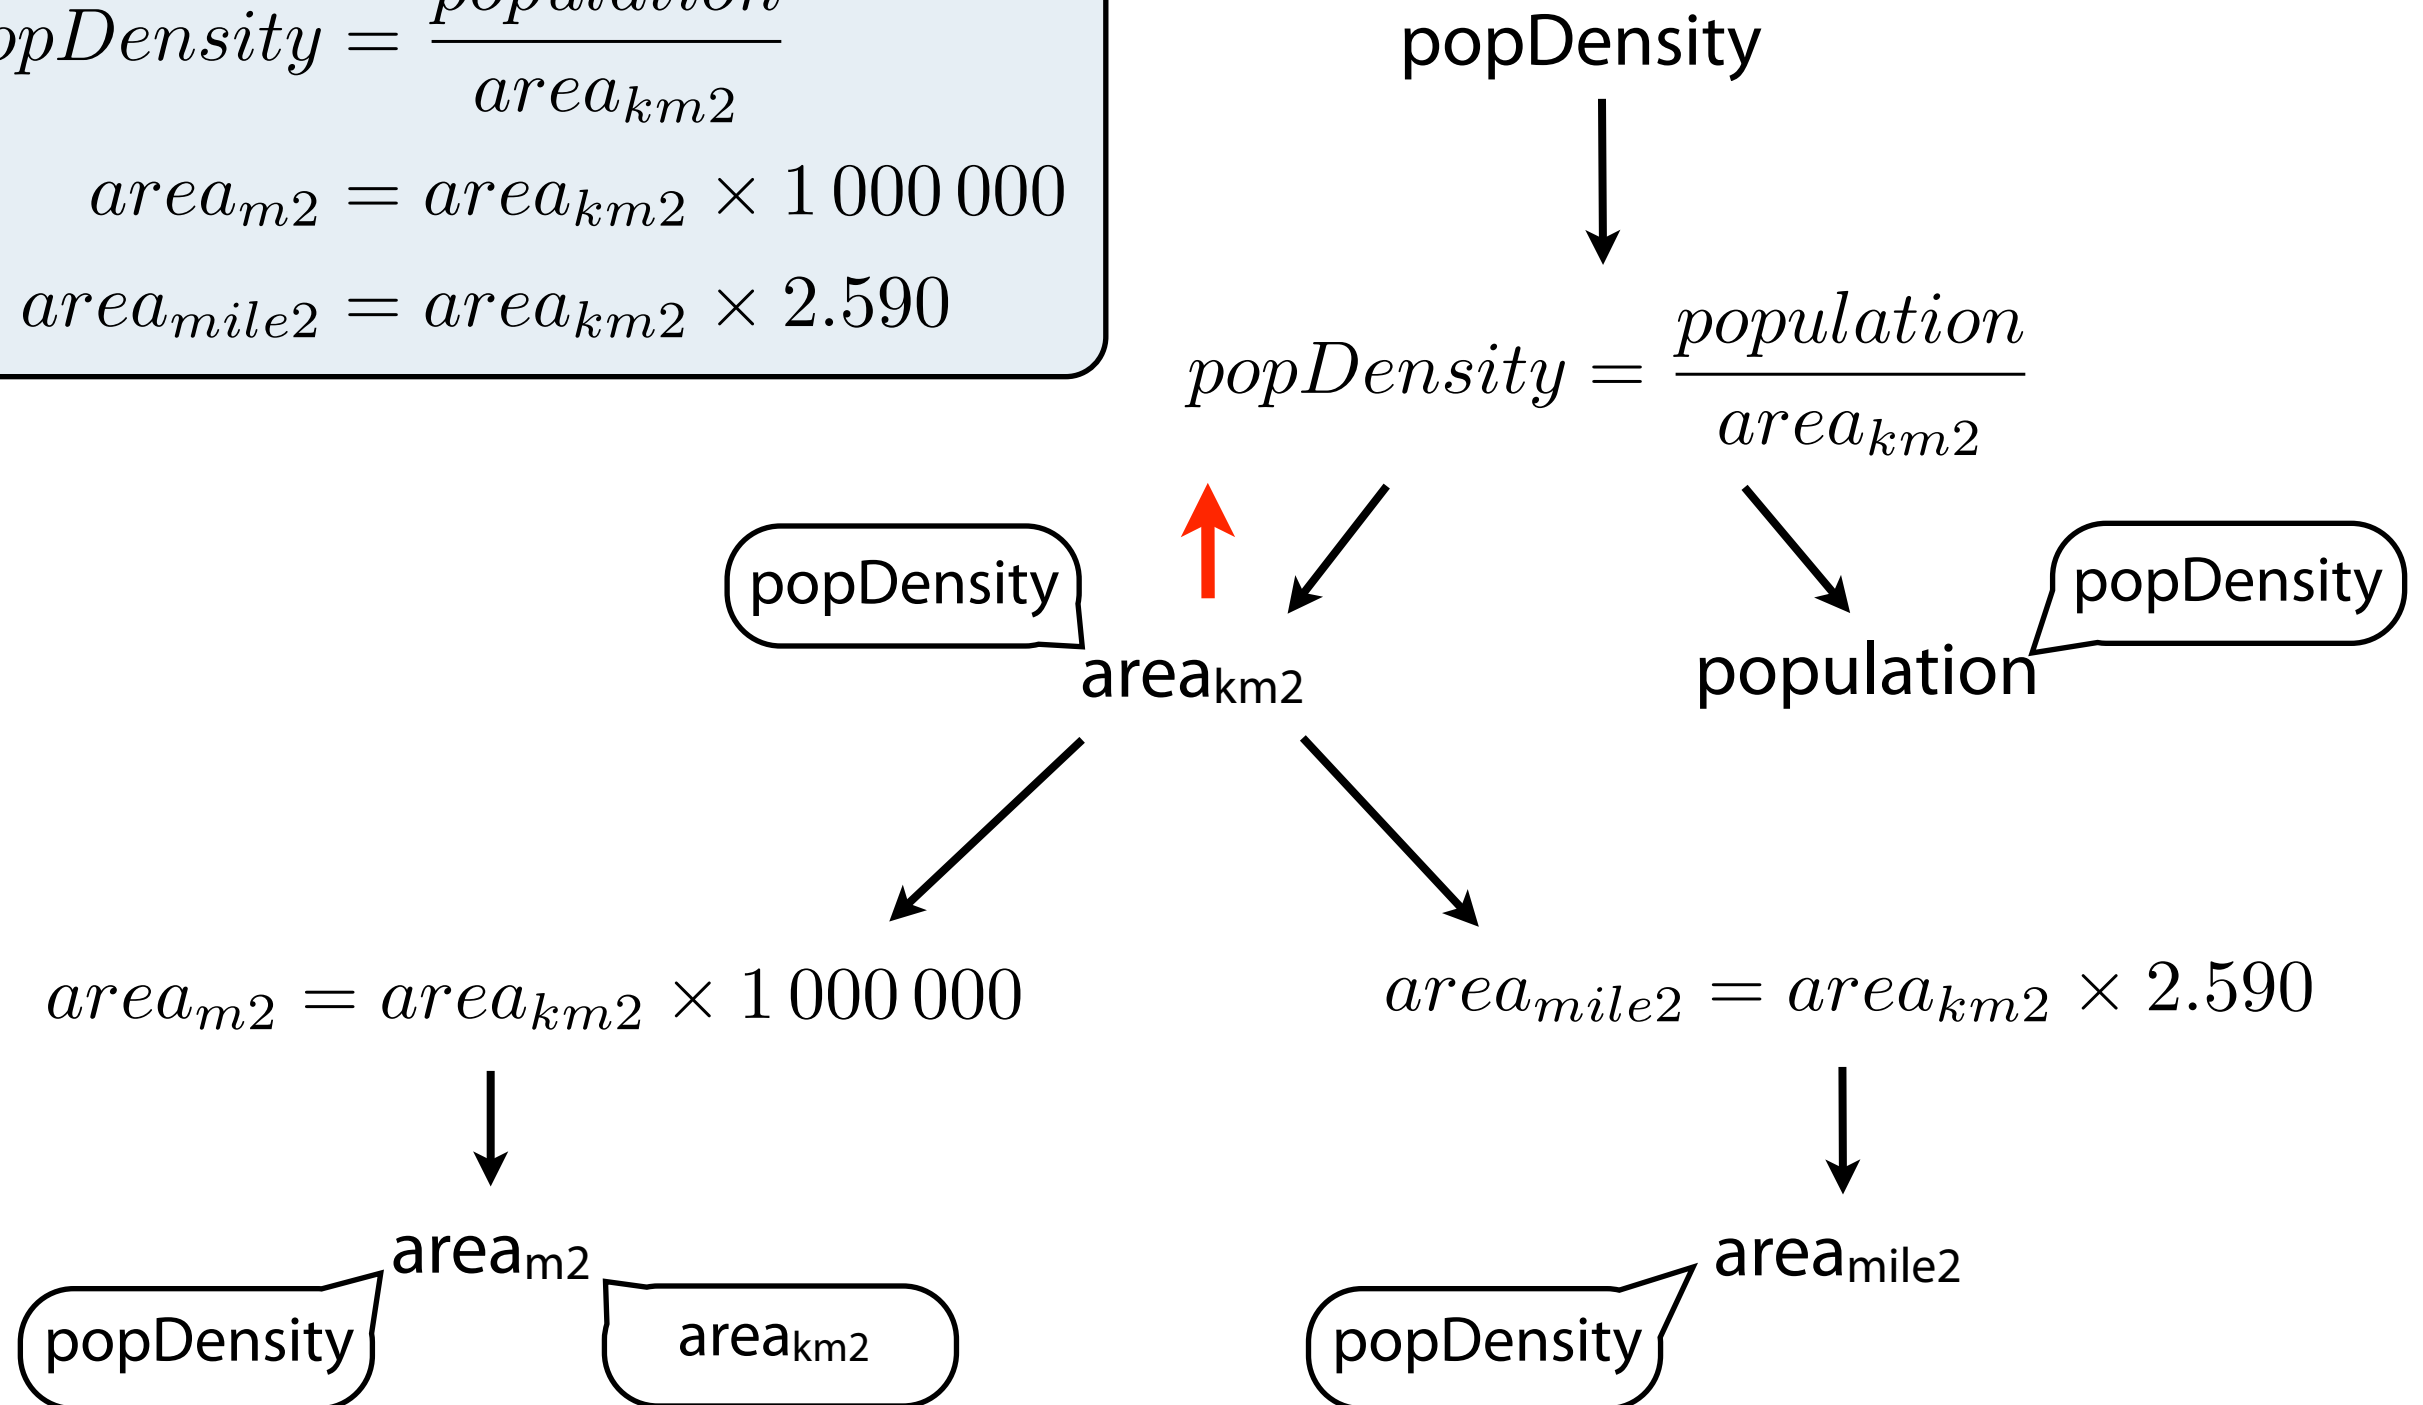 popDensity
opDensity = population / area_km2
area_m2 = area_km2 × 1 000 000
area_mile2 = area_km2 × 2.590
popDensity = population / area_km2
popDensity
popDensity
area_km2
population
area_m2 = area_km2 × 1 000 000
area_mile2 = area_km2 × 2.590
area_m2
area_mile2
popDensity
area_km2
popDensity